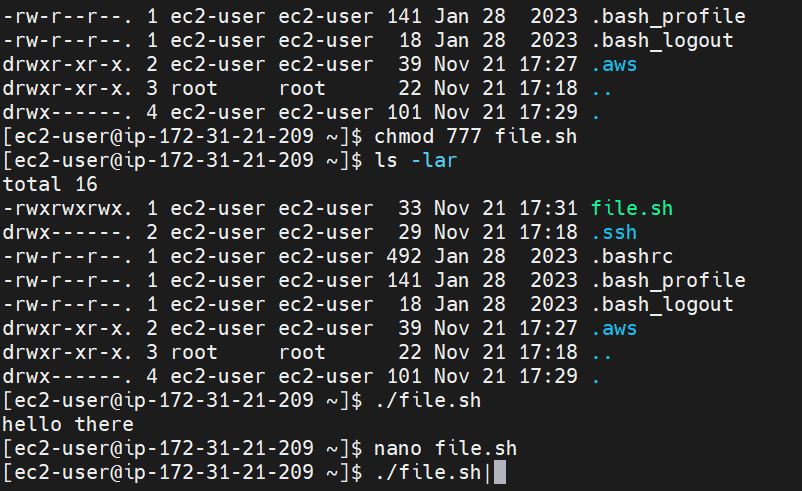 -rw-r--r--. 1 ec2-user ec2-user 141 Jan 28  2023 .bash_profile
-rw-r--r--. 1 ec2-user ec2-user  18 Jan 28  2023 .bash_logout
drwxr-xr-x. 2 ec2-user ec2-user  39 Nov 21 17:27 .aws
drwxr-xr-x. 3 root     root      22 Nov 21 17:18 ..
drwx------. 4 ec2-user ec2-user 101 Nov 21 17:29 .
[ec2-user@ip-172-31-21-209 ~]$ chmod 777 file.sh
[ec2-user@ip-172-31-21-209 ~]$ ls -lar
total 16
-rwxrwxrwx. 1 ec2-user ec2-user  33 Nov 21 17:31 file.sh
drwx------. 2 ec2-user ec2-user  29 Nov 21 17:18 .ssh
-rw-r--r--. 1 ec2-user ec2-user 492 Jan 28  2023 .bashrc
-rw-r--r--. 1 ec2-user ec2-user 141 Jan 28  2023 .bash_profile
-rw-r--r--. 1 ec2-user ec2-user  18 Jan 28  2023 .bash_logout
drwxr-xr-x. 2 ec2-user ec2-user  39 Nov 21 17:27 .aws
drwxr-xr-x. 3 root     root      22 Nov 21 17:18 ..
drwx------. 4 ec2-user ec2-user 101 Nov 21 17:29 .
[ec2-user@ip-172-31-21-209 ~]$ ./file.sh
hello there
[ec2-user@ip-172-31-21-209 ~]$ nano file.sh
[ec2-user@ip-172-31-21-209 ~]$ ./file.sh|